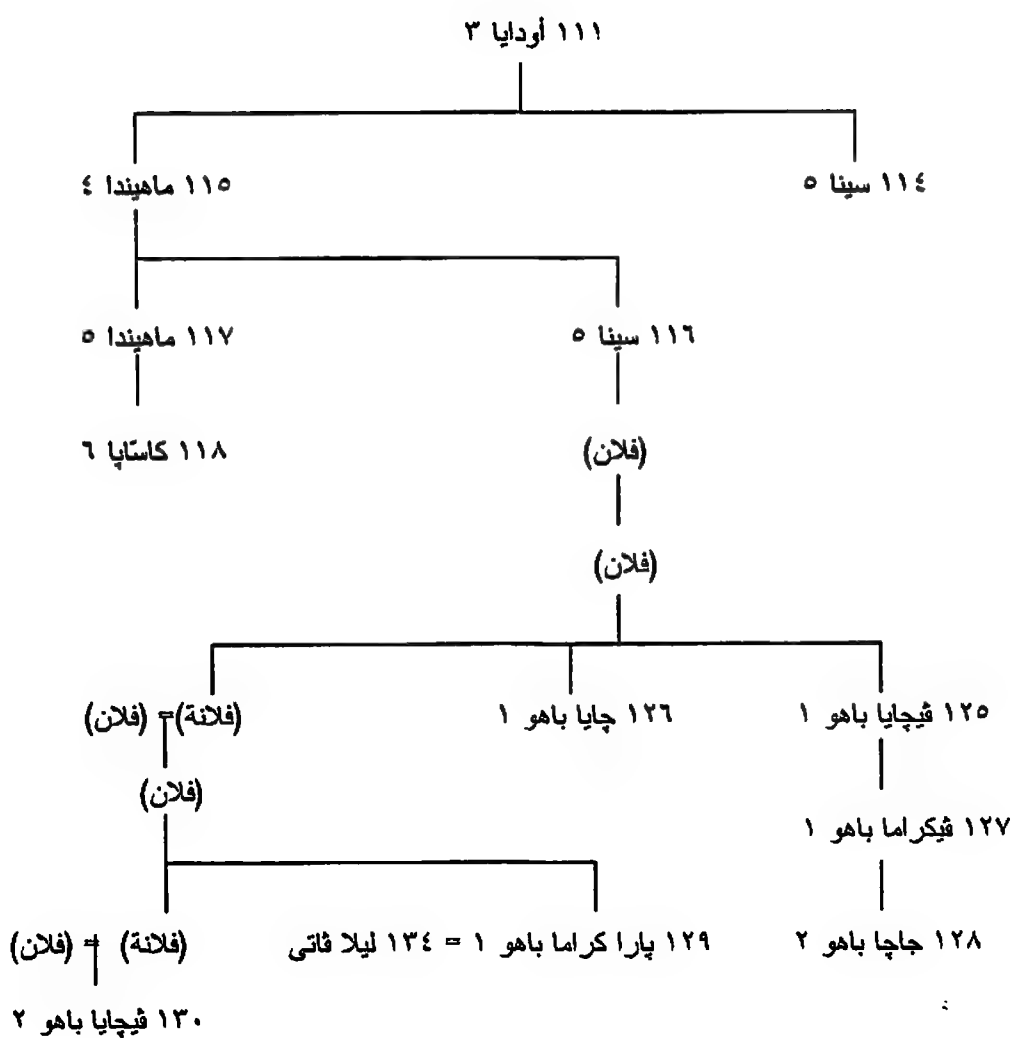 ١١١ أودايا ٣
١١٤ سينا ٥ ١١٥ ماهيندا ٤
١١٦ سينا ٥ ١١٧ ماهيندا ٥
(فلان) ١١٨ كاسّاپا ٦
(فلان)
١٢٥ ڤيچايا باهو ١ ١٢٦ چايا باهو ١ (فلانة) = (فلان)
(فلان)
١٢٧ ڤيكراما باهو ١
١٢٨ جاچا باهو ٢ ١٢٩ پارا كراما باهو ١ = ١٣٤ ليلا ڤاتى (فلانة) = (فلان)
١٣٠ ڤيچايا باهو ٢